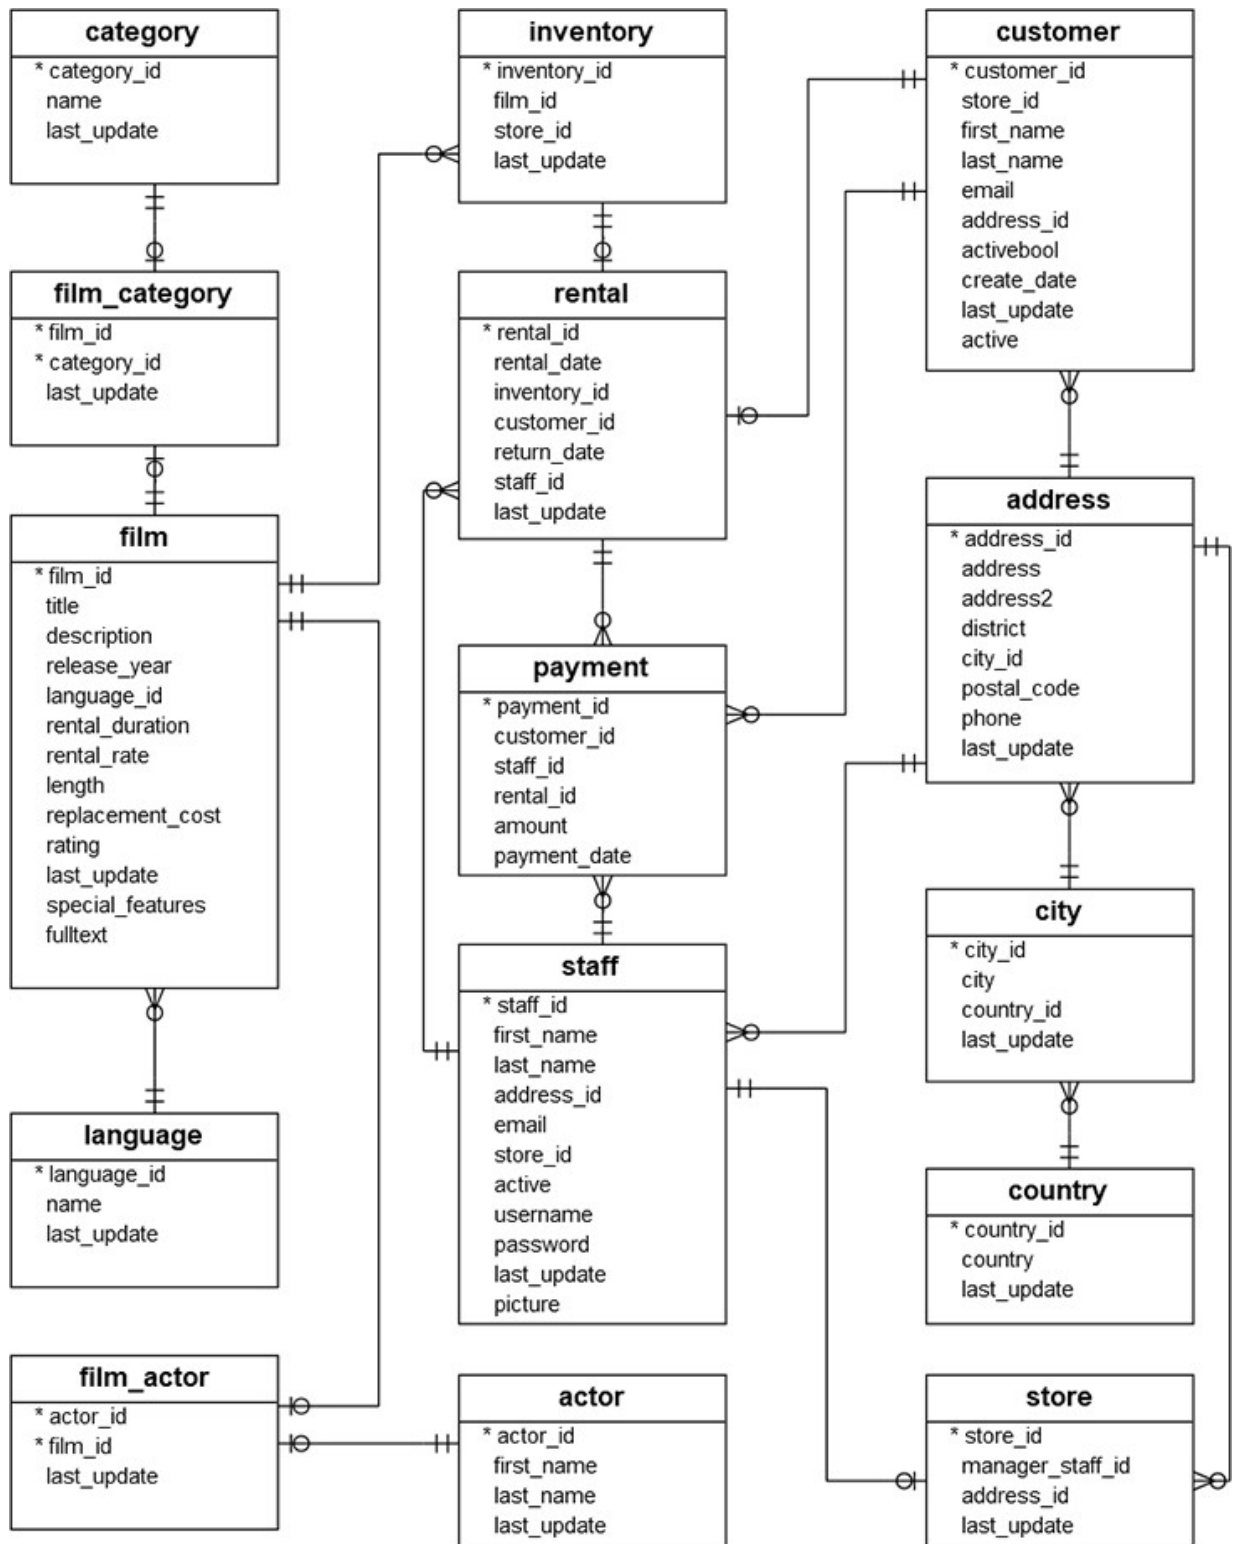 category
* category_id
name
last_update
film_category
* film_id
* category_id
last_update
film
* film_id
title
description
release_year
language_id
rental_duration
rental_rate
length
replacement_cost
rating
last_update
special_features
fulltext
language
* language_id
name
last_update
film_actor
* actor_id
* film_id
last_update
inventory
* inventory_id
film_id
store_id
last_update
rental
* rental_id
rental_date
inventory_id
customer_id
return_date
staff_id
last_update
payment
* payment_id
customer_id
staff_id
rental_id
amount
payment_date
staff
* staff_id
first_name
last_name
address_id
email
store_id
active
username
password
last_update
picture
actor
* actor_id
first_name
last_name
last_update
customer
* customer_id
store_id
first_name
last_name
email
address_id
activebool
create_date
last_update
active
address
* address_id
address
address2
district
city_id
postal_code
phone
last_update
city
* city_id
city
country_id
last_update
country
* country_id
country
last_update
store
* store_id
manager_staff_id
address_id
last_update